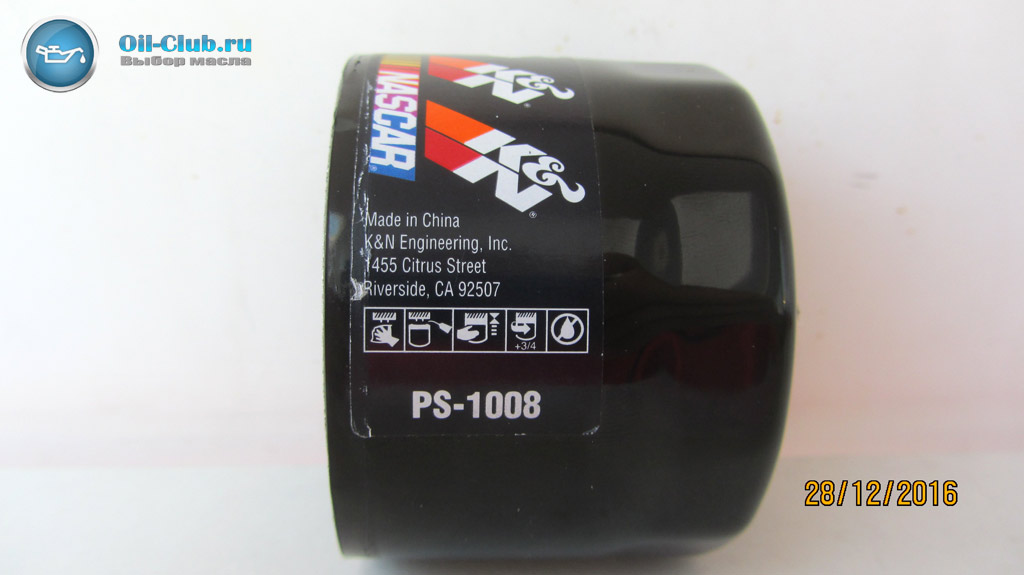 Oil-Club.ru
Выбор масла
K&N
NASCAR
K&N
Made in China
K&N Engineering, Inc.
1455 Citrus Street
Riverside, CA 92507
+3/4
PS-1008
28/12/2016